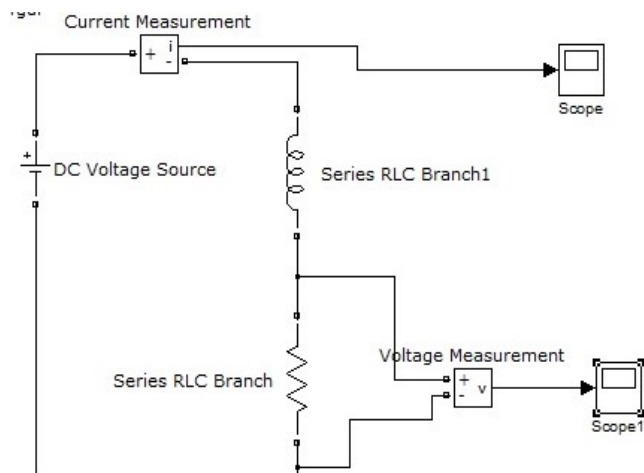 Current Measurement
+
i
-
Scope
+
DC Voltage Source
Series RLC Branch1
Series RLC Branch
Voltage Measurement
+
-
v
Scope1